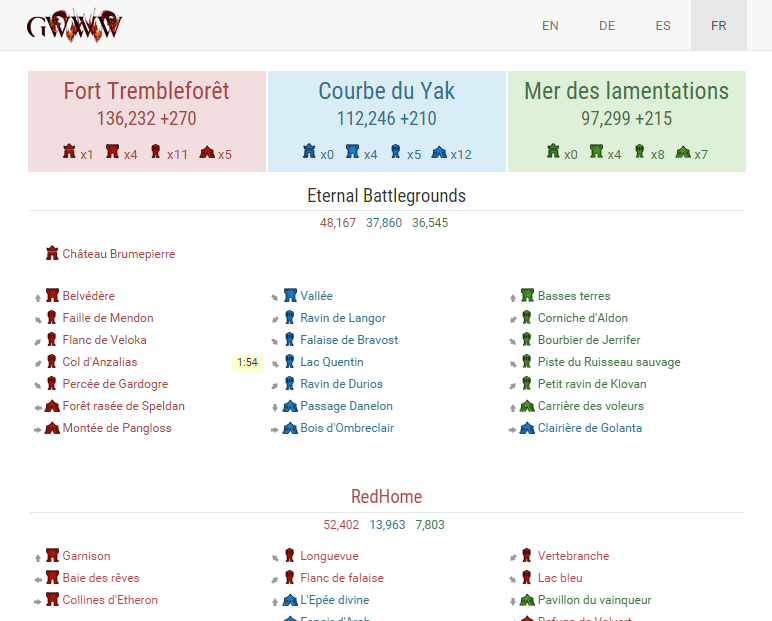 GWWW
EN DE ES FR
Fort Trembleforêt Courbe du Yak Mer des lamentations
136,232 +270 112,246 +210 97,299 +215
x1 x4 x11 x5 x0 x4 x5 x12 x0 x4 x8 x7
Eternal Battlegrounds
48,167 37,860 36,545
Château Brumepierre
Belvédère Vallée Basses terres
Faille de Mendon Ravin de Langor Corniche d'Aldon
Flanc de Veloka Falaise de Bravost Bourbier de Jerrifer
Col d'Anzalias 1:54 Lac Quentin Piste du Ruisseau sauvage
Percée de Gardogre Ravin de Durios Petit ravin de Klovan
Forêt rasée de Speldan Passage Danelon Carrière des voleurs
Montée de Pangloss Bois d'Ombreclair Clairière de Golanta
RedHome
52,402 13,963 7,803
Garnison Longuevue Vertebranche
Baie des rêves Flanc de falaise Lac bleu
Collines d'Etheron L'Epée divine Pavillon du vainqueur